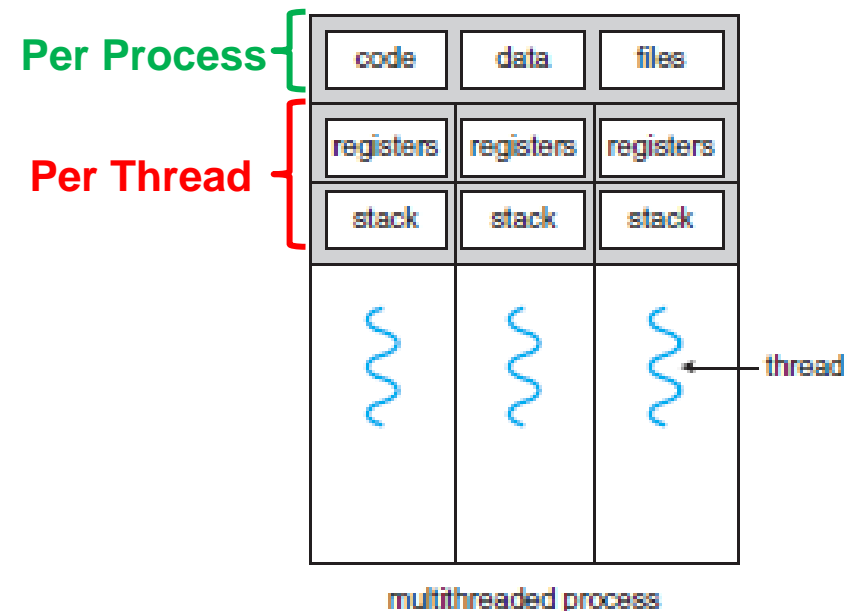 Per Process
code data files
Per Thread
registers registers registers
stack stack stack
thread
multithreaded process